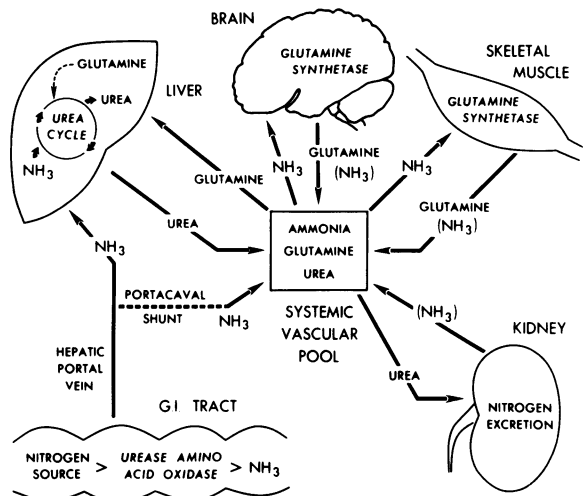 BRAIN
GLUTAMINE
SYNTHETASE
SKELETAL
MUSCLE
GLUTAMINE
SYNTHETASE
LIVER
GLUTAMINE
UREA
UREA
CYCLE
NH3
GLUTAMINE
NH3
GLUTAMINE
(NH3)
NH3
GLUTAMINE
(NH3)
UREA
AMMONIA
GLUTAMINE
UREA
NH3
PORTACAVAL
SHUNT
NH3
SYSTEMIC
VASCULAR
POOL
(NH3)
KIDNEY
HEPATIC
PORTAL
VEIN
UREA
NITROGEN
EXCRETION
G.I. TRACT
NITROGEN
SOURCE > UREASE AMINO
ACID OXIDASE > NH3